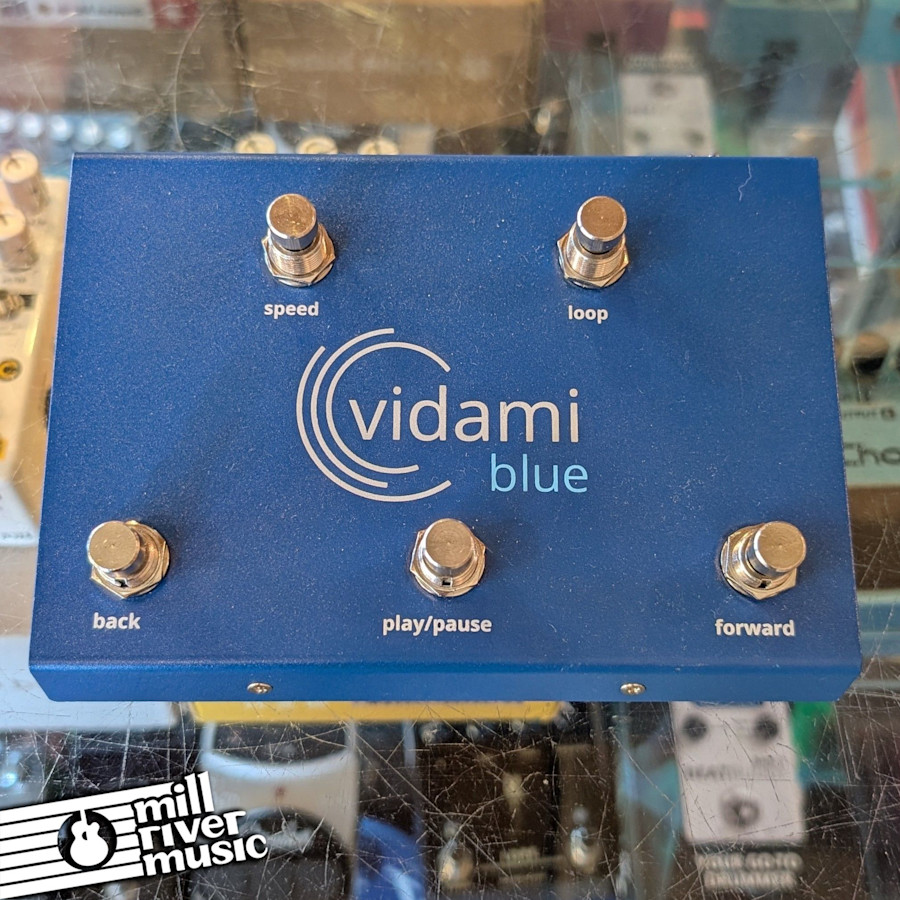 speed
loop
vidami
blue
back
play/pause
forward
mill
river
music